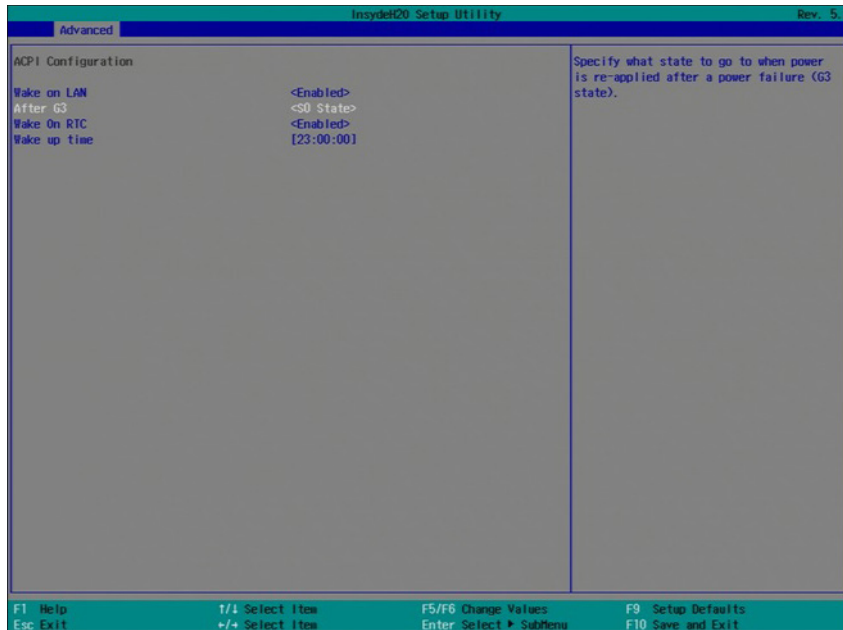 InsydeH20 Setup Utility Rev. 5.
Advanced
ACPI Configuration
Wake on LAN <Enabled>
After G3 <S0 State>
Wake On RTC <Enabled>
Wake up time [23:00:00]
Specify what state to go to when power
is re-applied after a power failure (G3
state).
F1 Help ↑/↓ Select Item F5/F6 Change Values F9 Setup Defaults
Esc Exit ←/→ Select Item Enter Select ▶ SubMenu F10 Save and Exit